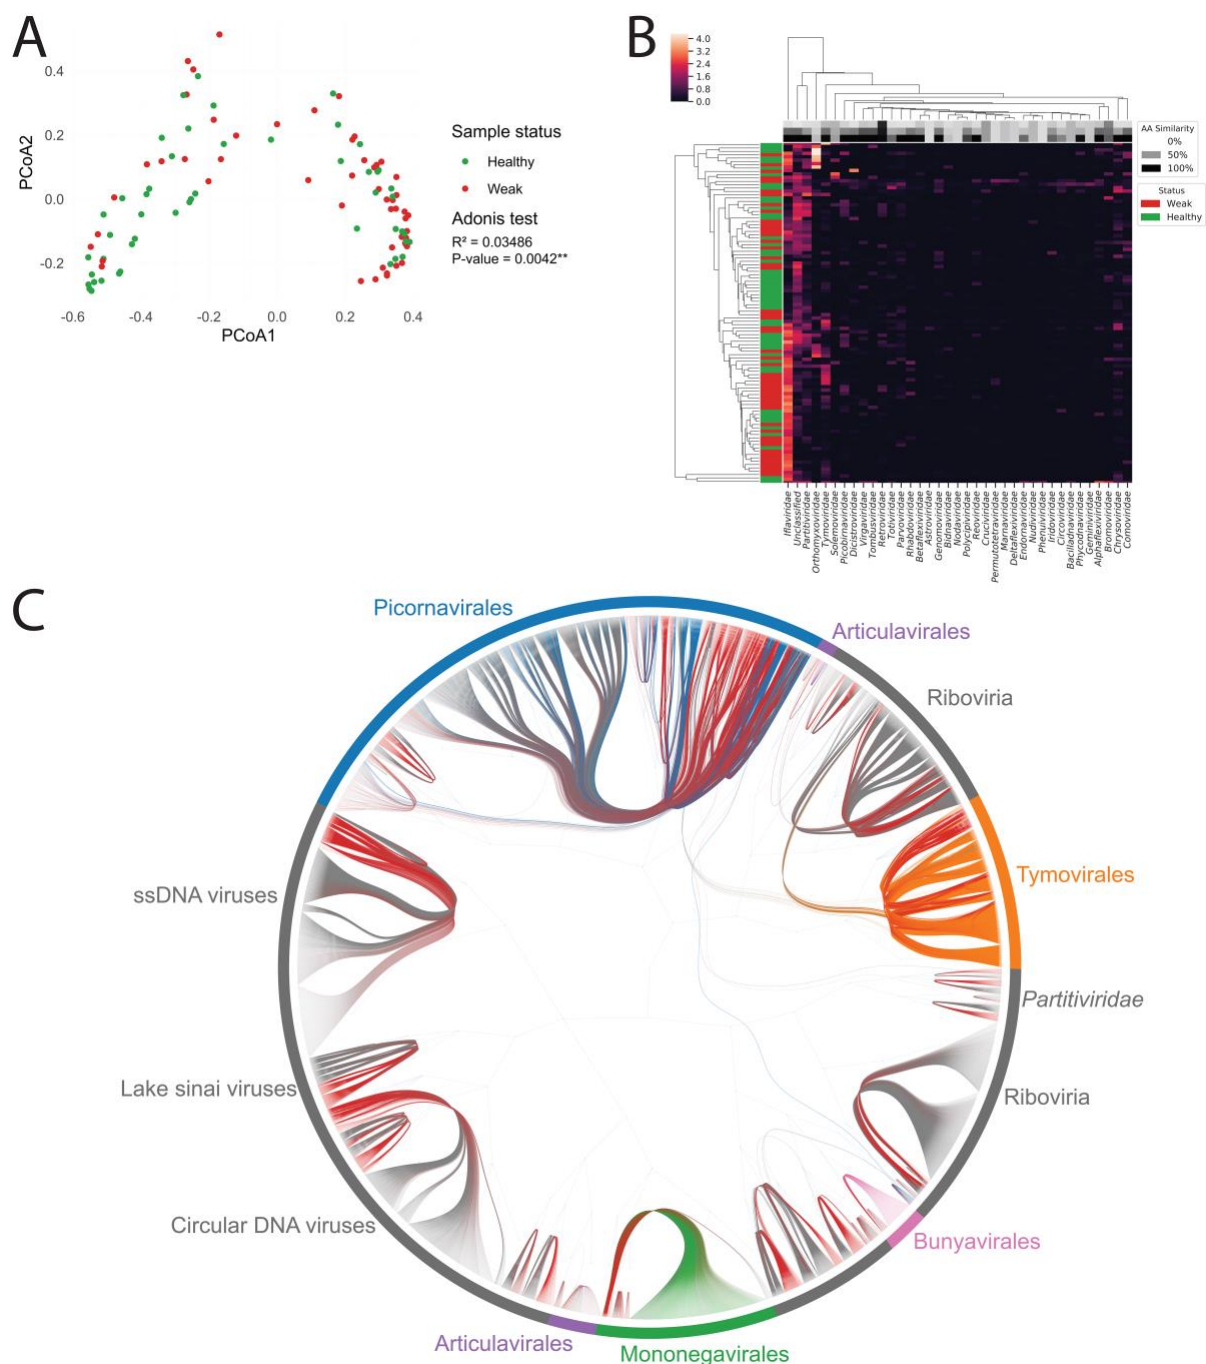 A
0.4
0.2
0.0
-0.2
PCoA2
-0.6
-0.4
-0.2
0.0
0.2
0.4
PCoA1
Sample status
Healthy
Weak
Adonis test
R² = 0.03486
P-value = 0.0042**
B
4.0
3.2
2.4
1.6
0.8
0.0
AA Similarity
0%
50%
100%
Status
Weak
Healthy
Iflaviridae
Unclassified
Partitiviridae
Orthomyxoviridae
Tymoviridae
Solemoviridae
Picobirnaviridae
Dicistroviridae
Virgaviridae
Tombusviridae
Retroviridae
Totiviridae
Parvoviridae
Rhabdoviridae
Betaflexiviridae
Astroviridae
Genomoviridae
Bidnaviridae
Nodaviridae
Polycipiviridae
Reoviridae
Cruciviridae
Permutotetraviridae
Marnaviridae
Deltaflexiviridae
Endornaviridae
Nudiviridae
Phenuiviridae
Iridoviridae
Circoviridae
Bacilladnaviridae
Phycodnaviridae
Geminiviridae
Alphaflexiviridae
Bromoviridae
Chrysoviridae
Comoviridae
C
Picornavirales
Articulavirales
Riboviria
Tymovirales
ssDNA viruses
Partitiviridae
Lake sinai viruses
Riboviria
Circular DNA viruses
Bunyavirales
Articulavirales
Mononegavirales